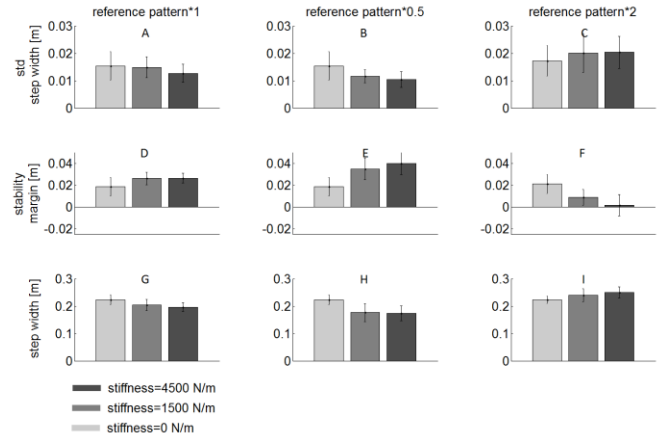 reference pattern*1 reference pattern*0.5 reference pattern*2
std
step width [m]
0.03 0.03 0.03
A B C
0.02 0.02 0.02
0.01 0.01 0.01
0 0 0
stability
margin [m]
D E F
0.04 0.04 0.04
0.02 0.02 0.02
0 0 0
-0.02 -0.02 -0.02
step width [m]
0.3 0.3 0.3
G H I
0.2 0.2 0.2
0.1 0.1 0.1
0 0 0
stiffness=4500 N/m
stiffness=1500 N/m
stiffness=0 N/m